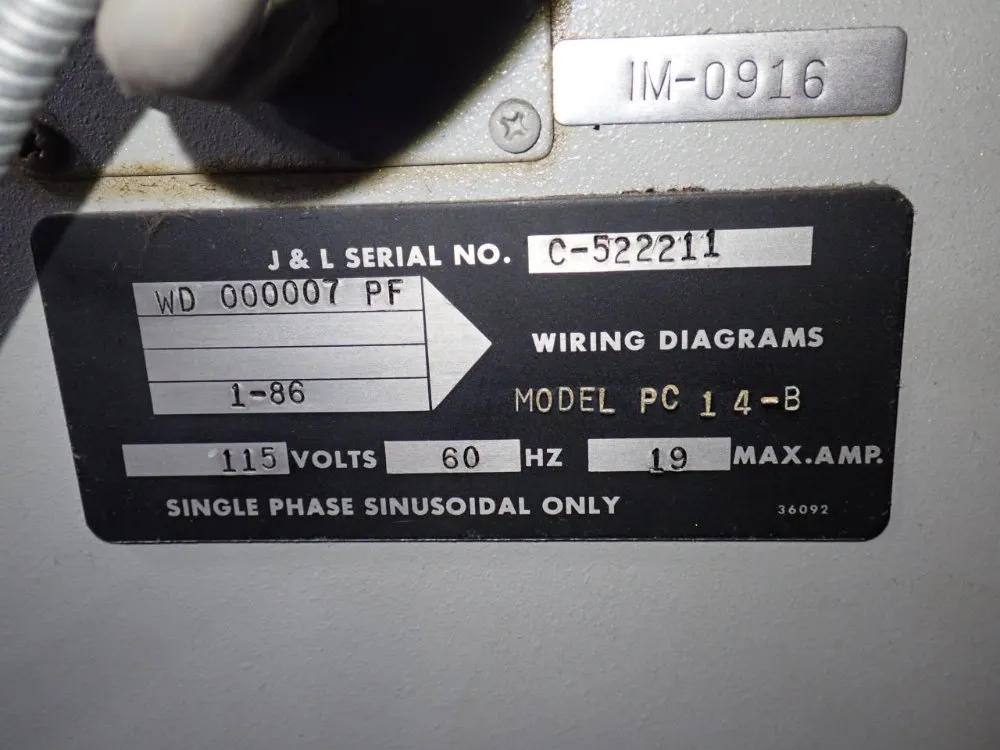 IM-0916
J & L SERIAL NO. C-522211
WD 000007 PF
WIRING DIAGRAMS
1-86
MODEL PC 14-B
115 VOLTS 60 HZ 19 MAX.AMP.
SINGLE PHASE SINUSOIDAL ONLY 36092